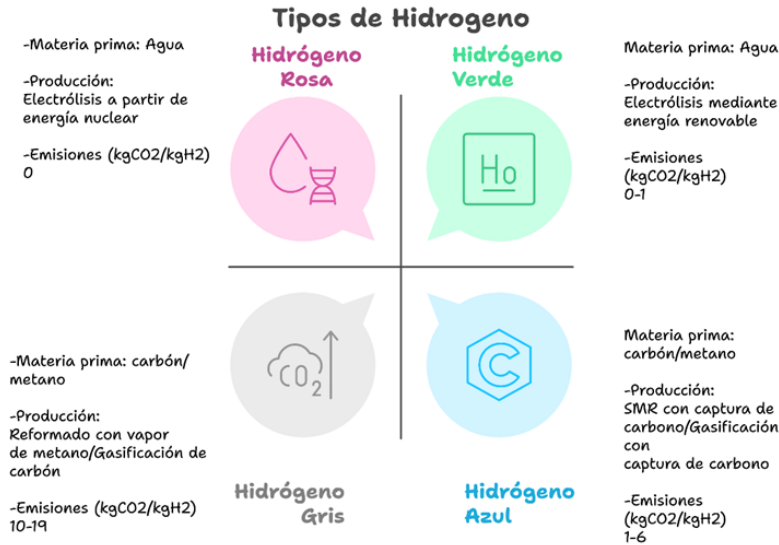 Tipos de Hidrogeno
-Materia prima: Agua
-Producción:
Electrólisis a partir de
energía nuclear
-Emisiones (kgCO2/kgH2)
0
Hidrógeno
Rosa
Hidrógeno
Verde
Ho
Materia prima: Agua
-Producción:
Electrólisis mediante
energía renovable
-Emisiones
(kgCO2/kgH2)
0-1
-Materia prima: carbón/
metano
-Producción:
Reformado con vapor
de metano/Gasificación de
carbón
-Emisiones (kgCO2/kgH2)
10-19
CO2
Hidrógeno
Gris
C
Hidrógeno
Azul
Materia prima:
carbón/metano
-Producción:
SMR con captura de
carbono/Gasificación
con
captura de carbono
-Emisiones
(kgCO2/kgH2)
1-6